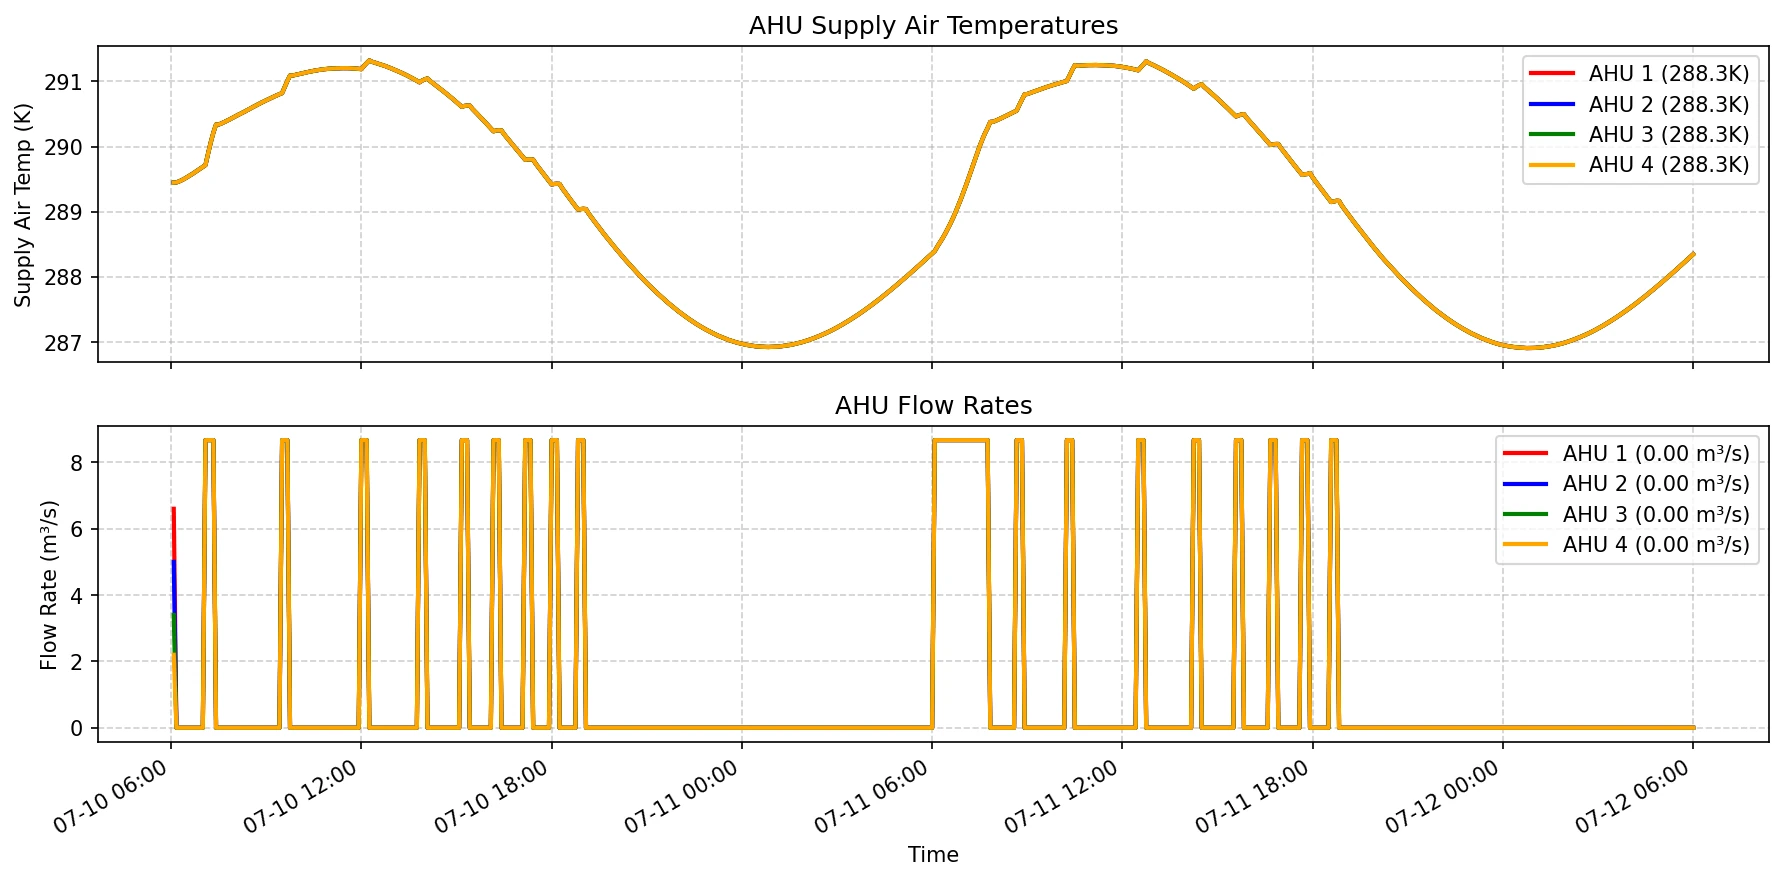 AHU Supply Air Temperatures
Supply Air Temp (K)
291
290
289
288
287
AHU 1 (288.3K)
AHU 2 (288.3K)
AHU 3 (288.3K)
AHU 4 (288.3K)
AHU Flow Rates
Flow Rate (m³/s)
8
6
4
2
0
AHU 1 (0.00 m³/s)
AHU 2 (0.00 m³/s)
AHU 3 (0.00 m³/s)
AHU 4 (0.00 m³/s)
07-10 06:00
07-10 12:00
07-10 18:00
07-11 00:00
07-11 06:00
07-11 12:00
07-11 18:00
07-12 00:00
07-12 06:00
Time